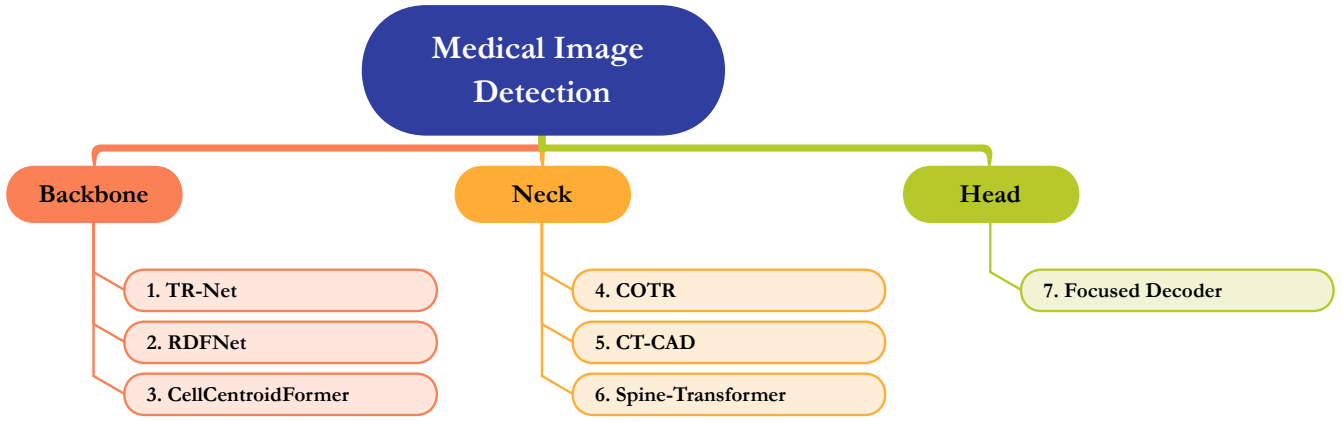 Medical Image
Detection
Backbone
Neck
Head
1. TR-Net
2. RDFNet
3. CellCentroidFormer
4. COTR
5. CT-CAD
6. Spine-Transformer
7. Focused Decoder